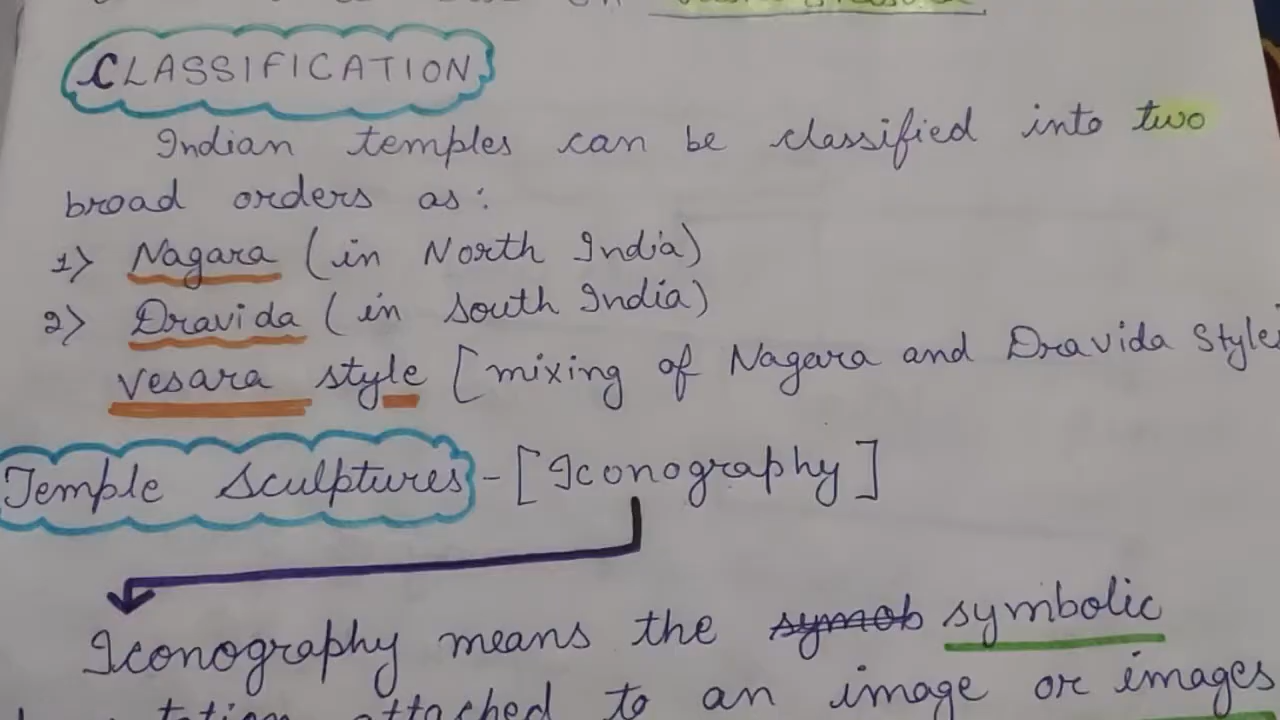 CLASSIFICATION
Indian temples can be classified into two
broad orders as:
1) Nagara (in North India)
2) Dravida (in South India)
Vesara style [mixing of Nagara and Dravida Style
Temple Sculptures - [Iconography]
Iconography means the symob symbolic
attached to an image or images